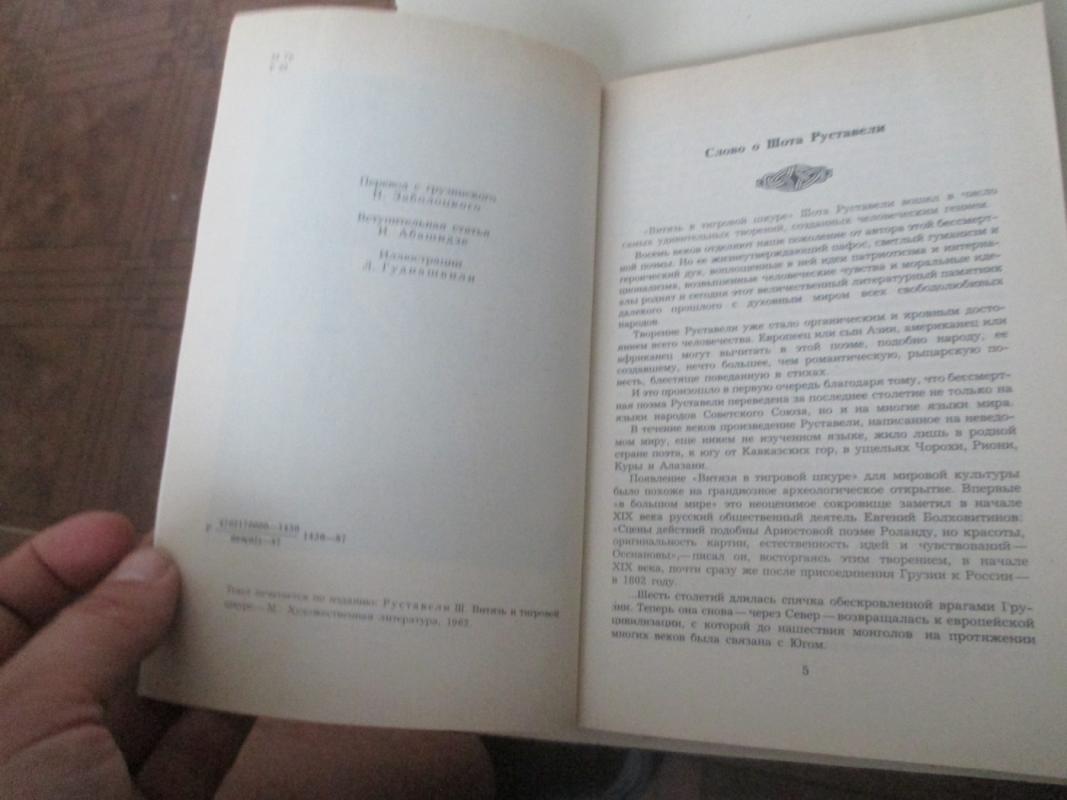 Перевод с грузинского
Н. Заболоцкого
Вступительная статья
И. Абашидзе
Иллюстрации
Л. Гудиашвили
1430—87
Текст печатается по изданию: Руставели Ш. Витязь в тигровой
шкуре.— М. Художественная литература, 1962.
Слово о Шота Руставели
«Витязь в тигровой шкуре» Шота Руставели вошел в число
самых удивительных творений, созданных человеческим гением.
Восемь веков отделяют наше поколение от автора этой бессмерт-
ной поэмы. Но ее жизнеутверждающий пафос, светлый гуманизм и
героический дух, воплощенные в ней идеи патриотизма и интерна-
ционализма, возвышенные человеческие чувства и моральные иде-
алы роднят и сегодня этот величественный литературный памятник
далекого прошлого с духовным миром всех свободолюбивых
народов.
Творение Руставели уже стало органическим и кровным досто-
янием всего человечества. Европеец или сын Азии, американец или
африканец могут вычитать в этой поэме, подобно народу, ее
создавшему, нечто большее, чем романтическую, рыцарскую по-
весть, блестяще поведанную в стихах.
И это произошло в первую очередь благодаря тому, что бессмерт-
ная поэма Руставели переведена за последнее столетие не только на
языки народов Советского Союза, но и на многие языки мира.
В течение веков произведение Руставели, написанное на неведо-
мом миру, еще никем не изученном языке, жило лишь в родной
стране поэта, к югу от Кавказских гор, в ущельях Чорохи, Риони,
Куры и Алазани.
Появление «Витязя в тигровой шкуре» для мировой культуры
было похоже на грандиозное археологическое открытие. Впервые
«в большом мире» это неоценимое сокровище заметил в начале
XIX века русский общественный деятель Евгений Болховитинов:
«Сцены действий подобны Ариостовой поэме Роланду, но красоты,
оригинальность картин, естественность идей и чувствований—
Оссиановы»,— писал он, восторгаясь этим творением, в начале
XIX века, почти сразу же после присоединения Грузии к России—
в 1802 году.
...Шесть столетий длилась спячка обескровленной врагами Гру-
зии. Теперь она снова—через Север—возвращалась к европейской
цивилизации, с которой до нашествия монголов на протяжении
многих веков была связана с Югом.
5